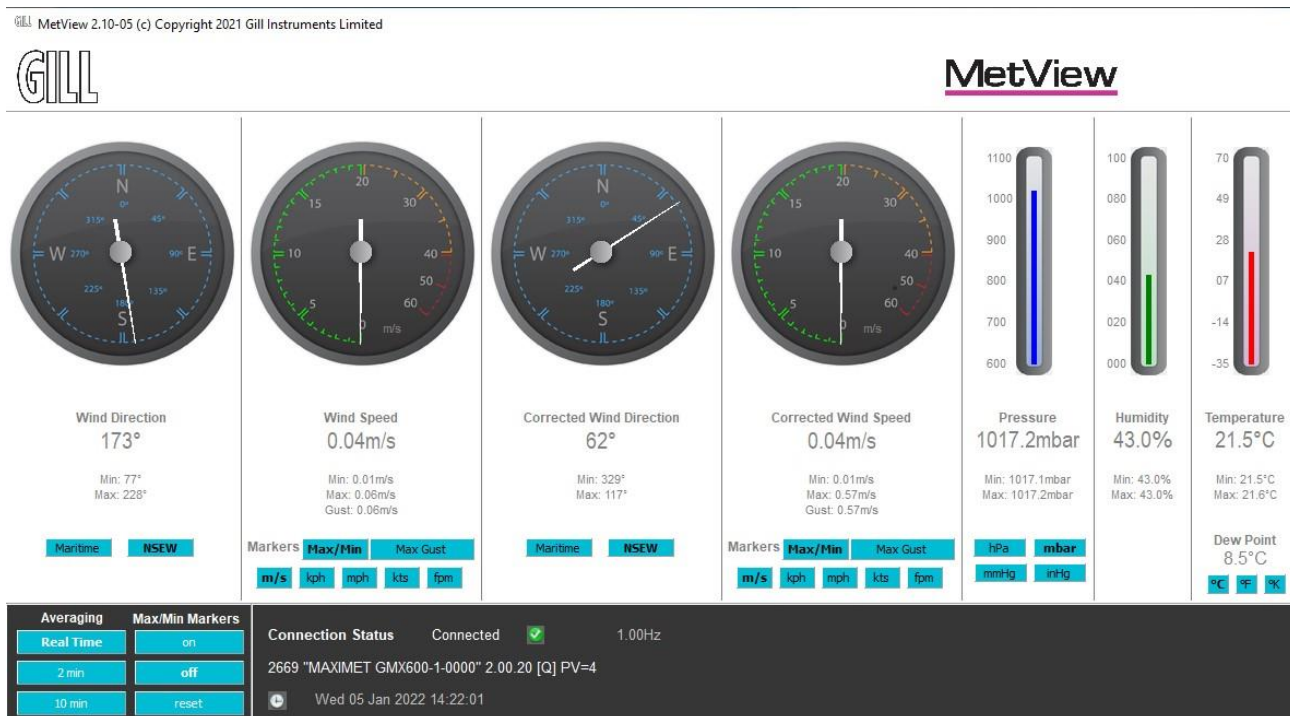 GILL MetView 2.10-05 (c) Copyright 2021 Gill Instruments Limited
GILL
MetView
N
0°
45°
90° E
135°
180°
S
225°
W 270°
315°
Wind Direction
173°
Min: 77°
Max: 228°
Maritime NSEW
20
15 30
10 40
50
5 60
0 m/s
Wind Speed
0.04m/s
Min: 0.01m/s
Max: 0.06m/s
Gust: 0.06m/s
Markers Max/Min Max Gust
m/s kph mph kts fpm
N
0°
45°
90° E
135°
180°
S
225°
W 270°
315°
Corrected Wind Direction
62°
Min: 329°
Max: 117°
Maritime NSEW
20
15 30
10 40
50
5 60
0 m/s
Corrected Wind Speed
0.04m/s
Min: 0.01m/s
Max: 0.57m/s
Gust: 0.57m/s
Markers Max/Min Max Gust
m/s kph mph kts fpm
1100
1000
900
800
700
600
Pressure
1017.2mbar
Min: 1017.1mbar
Max: 1017.2mbar
hPa mbar
mmHg inHg
100
080
060
040
020
000
Humidity
43.0%
Min: 43.0%
Max: 43.0%
70
49
28
07
-14
-35
Temperature
21.5°C
Min: 21.5°C
Max: 21.6°C
Dew Point
8.5°C
°C °F °K
Averaging Max/Min Markers
Real Time on
2 min off
10 min reset
Connection Status Connected 1.00Hz
2669 "MAXIMET GMX600-1-0000" 2.00.20 [Q] PV=4
Wed 05 Jan 2022 14:22:01